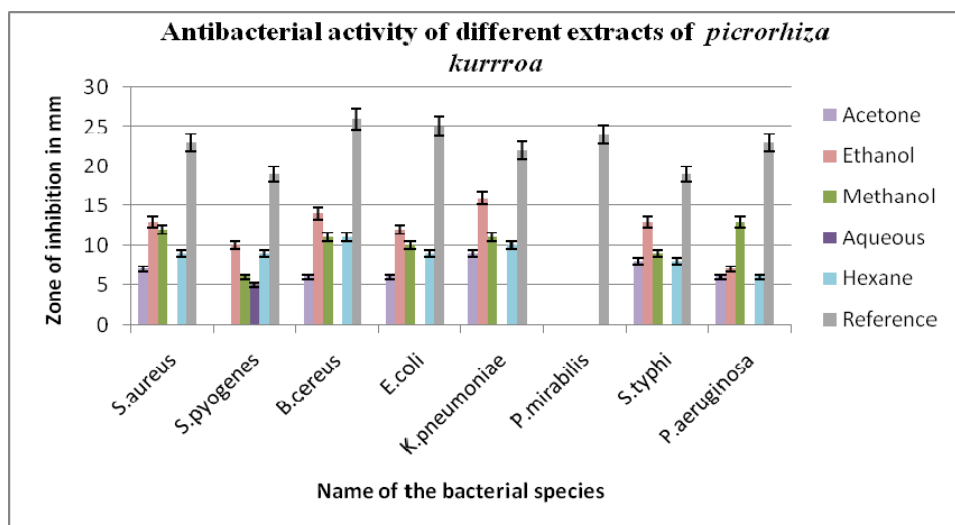 Antibacterial activity of different extracts of picrorhiza
kurrroa
Zone of inhibition in mm
30
25
20
15
10
5
0
S.aureus
S.pyogenes
B.cereus
E.coli
K.pneumoniae
P.mirabilis
S.typhi
P.aeruginosa
Name of the bacterial species
Acetone
Ethanol
Methanol
Aqueous
Hexane
Reference